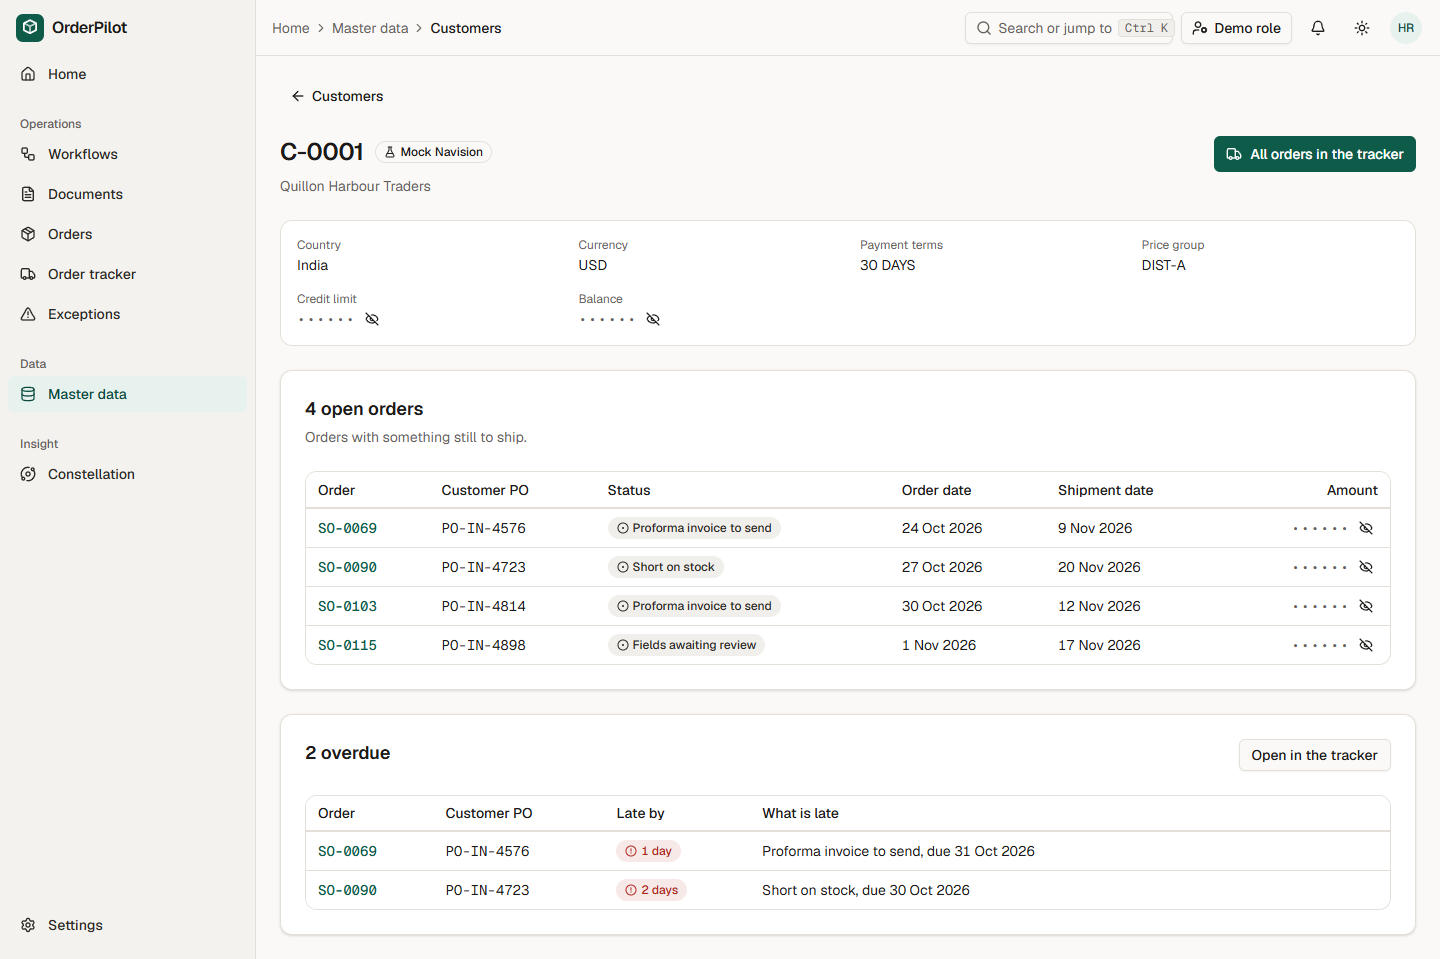 OrderPilot
Home
Operations
Workflows
Documents
Orders
Order tracker
Exceptions
Data
Master data
Insight
Constellation
Settings
Home > Master data > Customers
Search or jump to Ctrl K
Demo role
HR
Customers
C-0001 Mock Navision
All orders in the tracker
Quillon Harbour Traders
Country Currency Payment terms Price group
India USD 30 DAYS DIST-A
Credit limit Balance
•••••• ••••••
4 open orders
Orders with something still to ship.
Order Customer PO Status Order date Shipment date Amount
SO-0069 PO-IN-4576 Proforma invoice to send 24 Oct 2026 9 Nov 2026 ••••••
SO-0090 PO-IN-4723 Short on stock 27 Oct 2026 20 Nov 2026 ••••••
SO-0103 PO-IN-4814 Proforma invoice to send 30 Oct 2026 12 Nov 2026 ••••••
SO-0115 PO-IN-4898 Fields awaiting review 1 Nov 2026 17 Nov 2026 ••••••
2 overdue
Open in the tracker
Order Customer PO Late by What is late
SO-0069 PO-IN-4576 1 day Proforma invoice to send, due 31 Oct 2026
SO-0090 PO-IN-4723 2 days Short on stock, due 30 Oct 2026